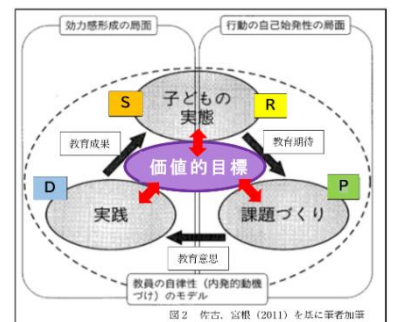 効力感形成の局面
行動の自己始発性の局面
S
子どもの
実態
R
教育成果
教育期待
価値的目標
D
実践
課題づくり
P
教育意思
教員の自律性（内発的動機
づけ）のモデル
図2 佐古，宮根（2011）を基に筆者加筆